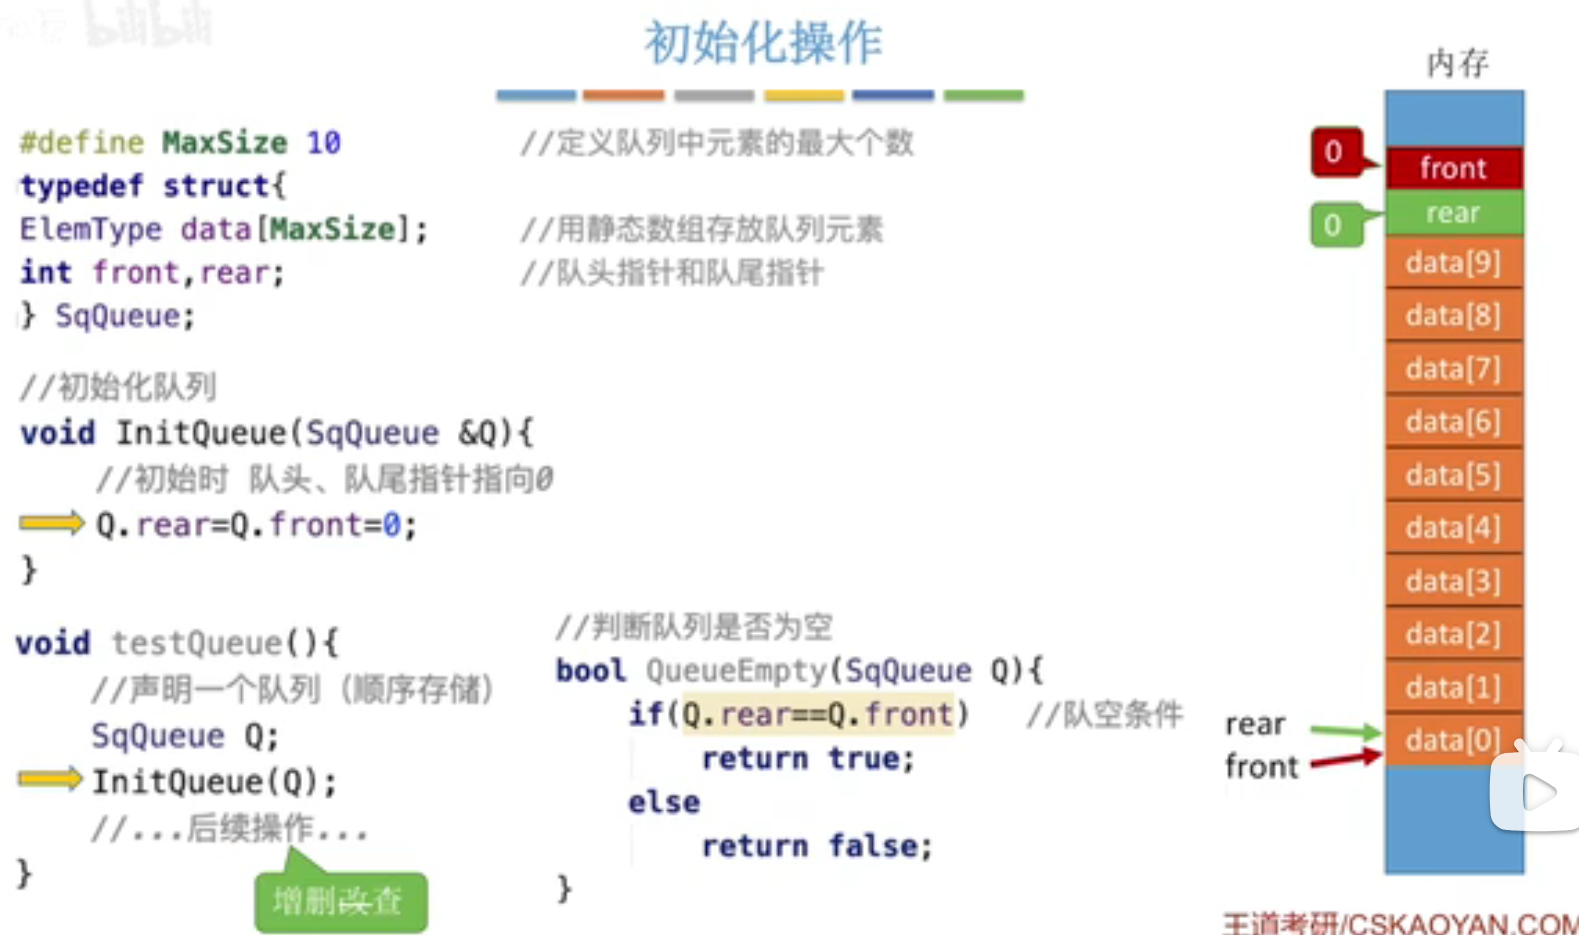 bilibili
初始化操作
#define MaxSize 10 //定义队列中元素的最大个数
typedef struct{
ElemType data[MaxSize]; //用静态数组存放队列元素
int front,rear; //队头指针和队尾指针
} SqQueue;
//初始化队列
void InitQueue(SqQueue &Q){
//初始时 队头、队尾指针指向0
Q.rear=Q.front=0;
}
void testQueue(){
//声明一个队列（顺序存储）
SqQueue Q;
InitQueue(Q);
//...后续操作...
}
增删改查
//判断队列是否为空
bool QueueEmpty(SqQueue Q){
if(Q.rear==Q.front) //队空条件
return true;
else
return false;
}
内存
0 front
0 rear
data[9]
data[8]
data[7]
data[6]
data[5]
data[4]
data[3]
data[2]
data[1]
data[0]
rear
front
王道考研/CSKAOYAN.COM